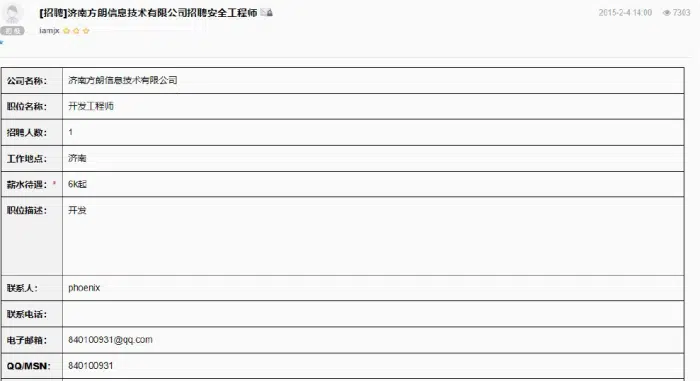 [招聘]济南方朗信息技术有限公司招聘安全工程师
2015-2-4 14:00 7303
iamjx
公司名称： 济南方朗信息技术有限公司
职位名称： 开发工程师
招聘人数： 1
工作地点： 济南
薪水待遇：* 6k起
职位描述： 开发
联系人： phoenix
联系电话：
电子邮箱： 840100931@qq.com
QQ/MSN： 840100931